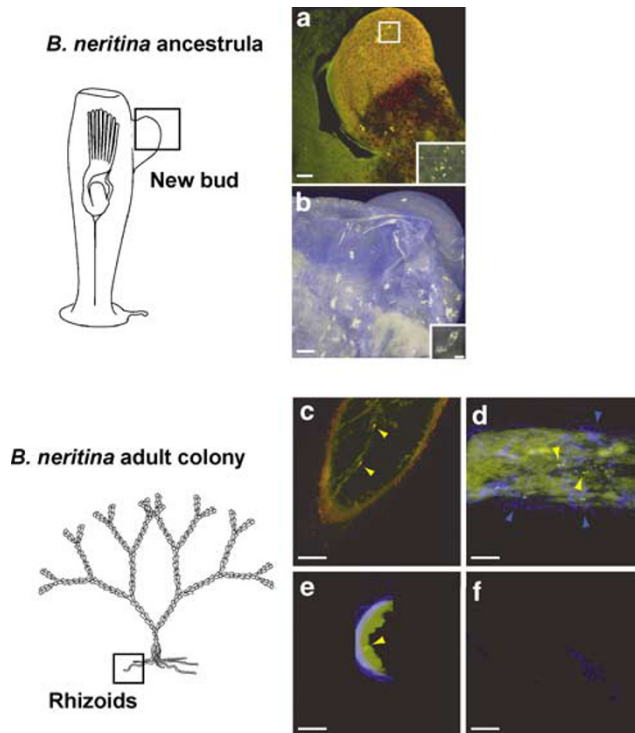 B. neritina ancestrula
New bud
a
b
B. neritina adult colony
Rhizoids
c
d
e
f